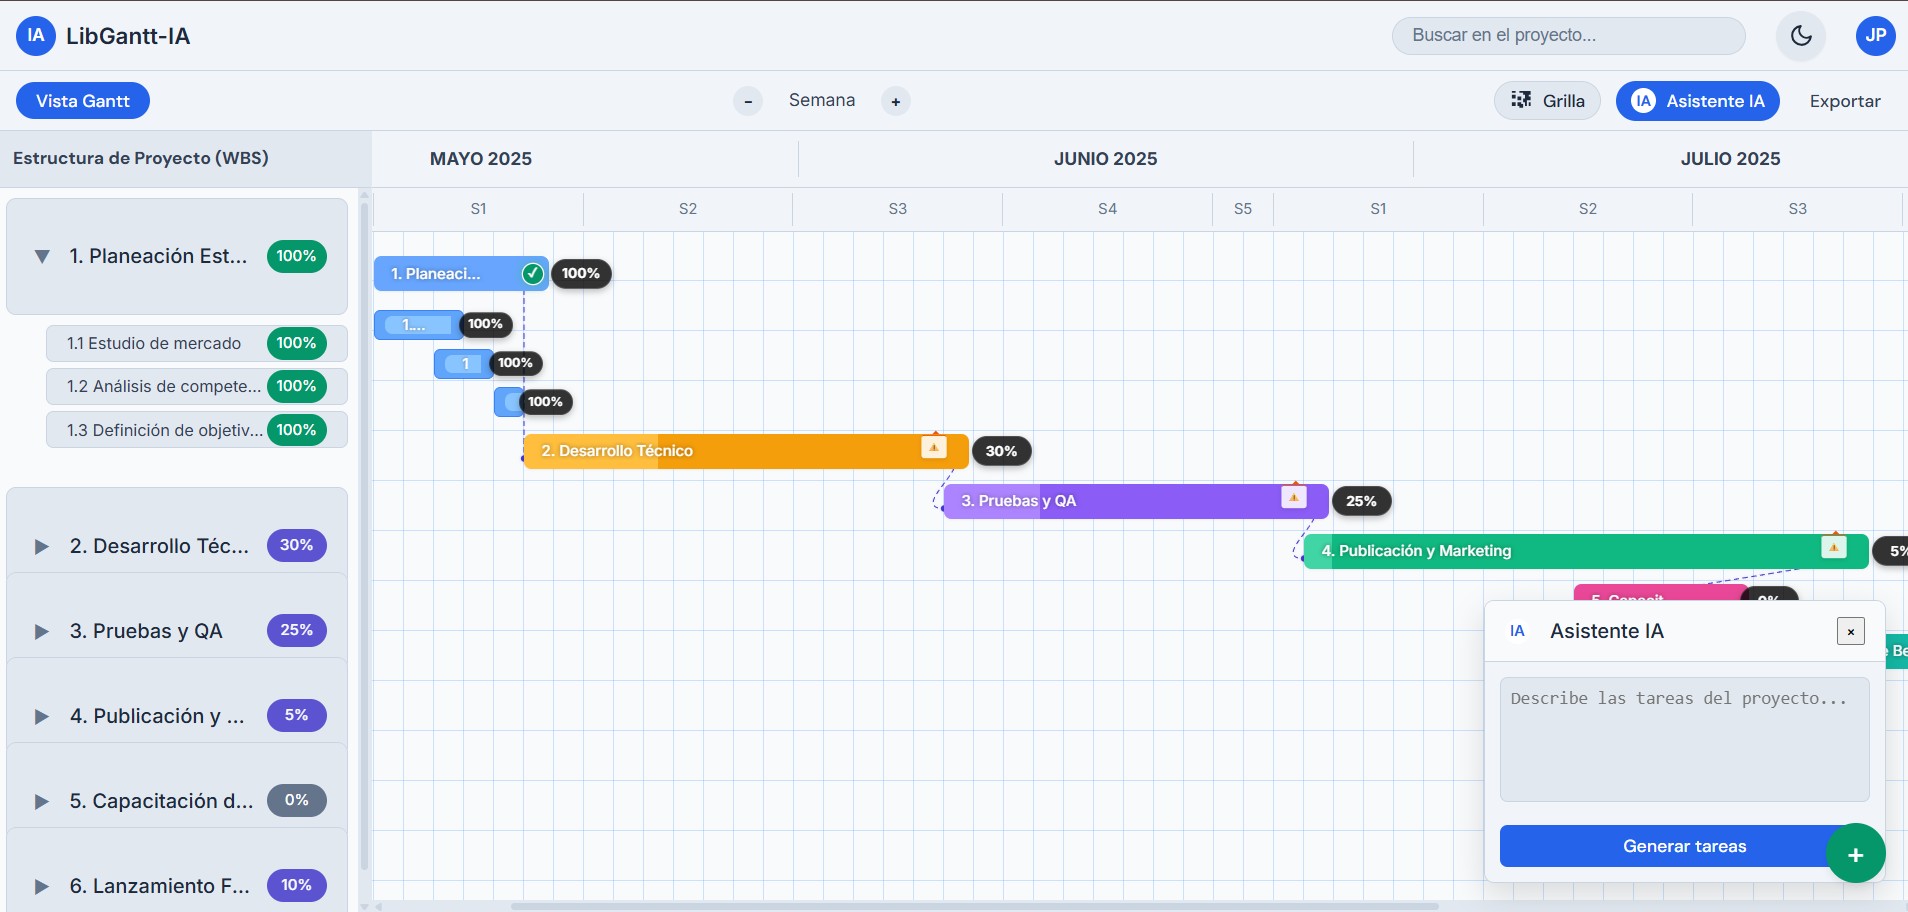 IA LibGantt-IA
Buscar en el proyecto...
JP
Vista Gantt
- Semana +
Grilla
IA Asistente IA
Exportar
Estructura de Proyecto (WBS)
MAYO 2025
JUNIO 2025
JULIO 2025
S1 S2 S3 S4 S5 S1 S2 S3
1. Planeación Est... 100%
1.1 Estudio de mercado 100%
1.2 Análisis de compete... 100%
1.3 Definición de objetiv... 100%
2. Desarrollo Téc... 30%
3. Pruebas y QA 25%
4. Publicación y ... 5%
5. Capacitación d... 0%
6. Lanzamiento F... 10%
1. Planeaci... 100%
1.... 100%
1 100%
100%
2. Desarrollo Técnico 30%
3. Pruebas y QA 25%
4. Publicación y Marketing 5%
5. Capacit... 0%
Be
IA Asistente IA ×
Describe las tareas del proyecto...
Generar tareas
+